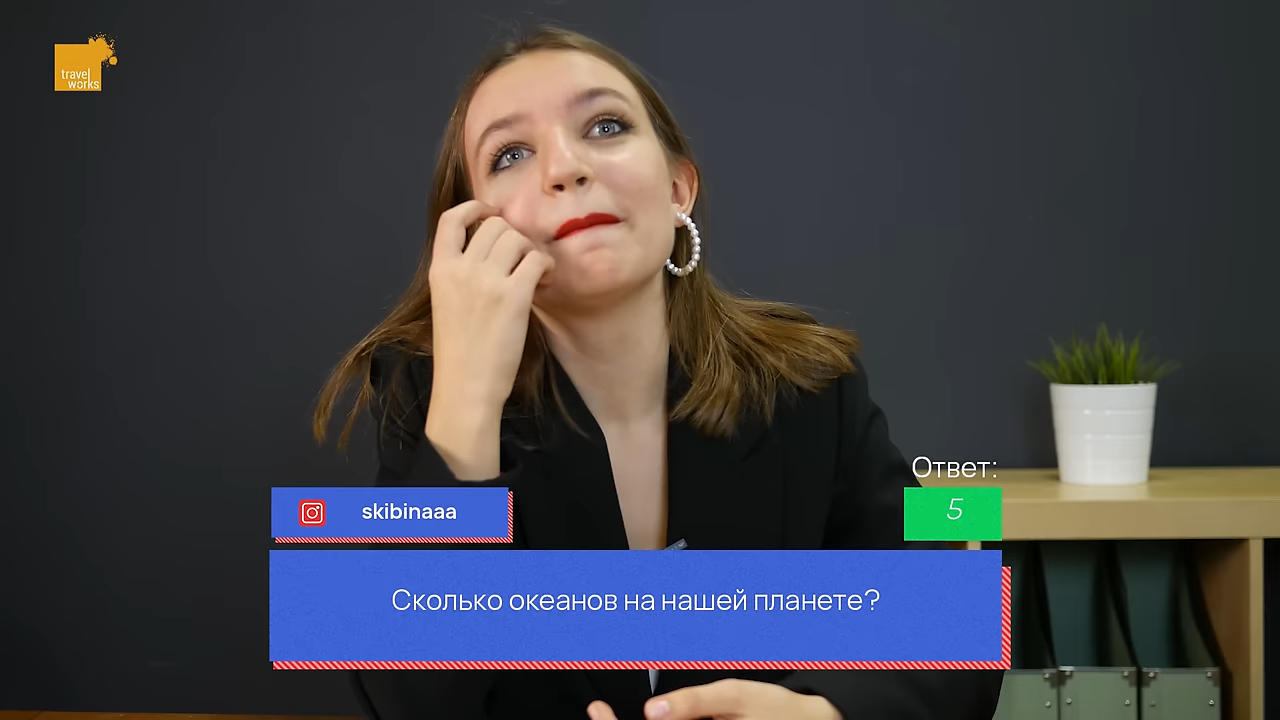 travel
works
Ответ:
skibinaaa
5
Сколько океанов на нашей планете?